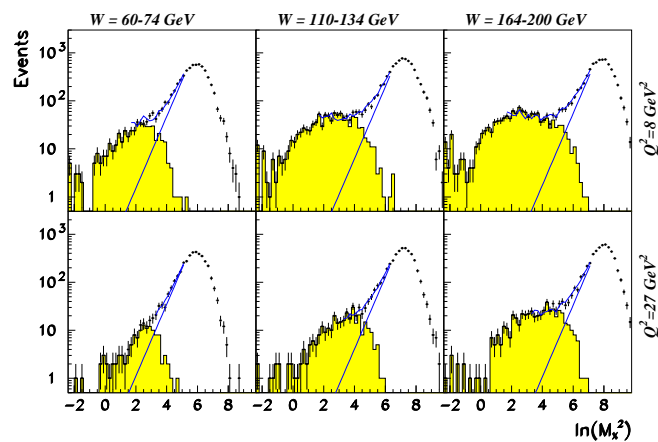 W = 60-74 GeV W = 110-134 GeV W = 164-200 GeV
Events
10³
10²
10
1
Q²=8 GeV²
10³
10²
10
1
Q²=27 GeV²
-2 0 2 4 6 8 -2 0 2 4 6 8 -2 0 2 4 6 8
ln(Mₓ²)